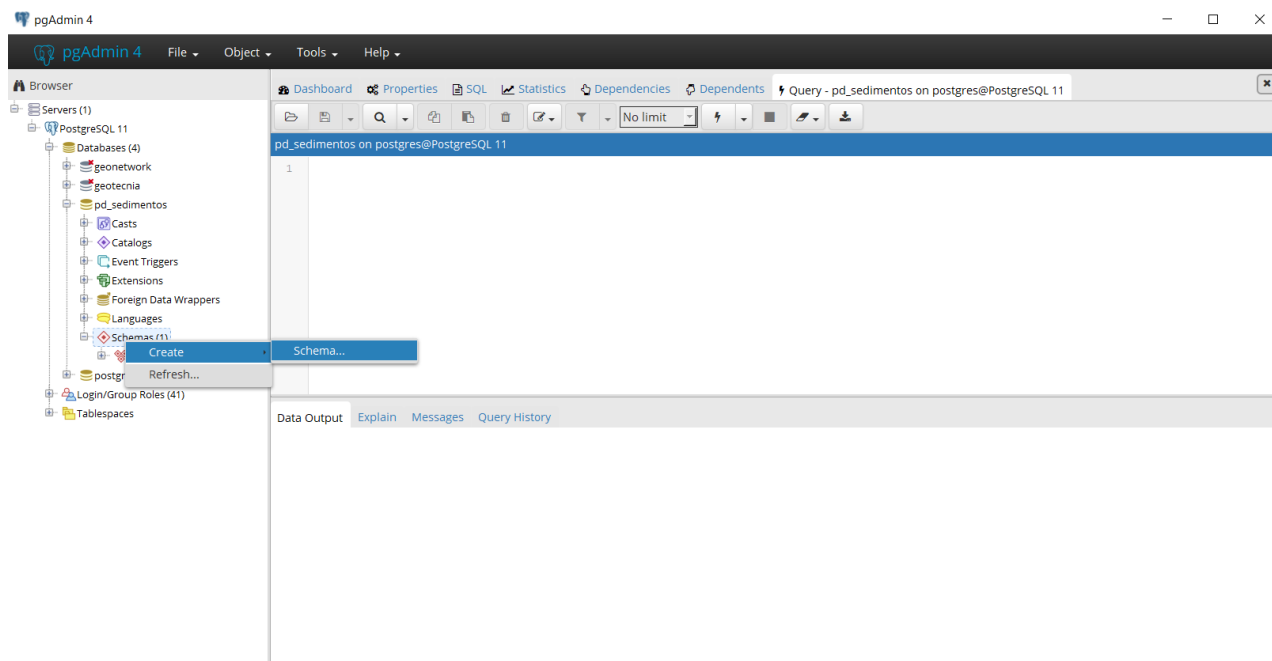 pgAdmin 4
pgAdmin 4 File Object Tools Help
Browser
Dashboard Properties SQL Statistics Dependencies Dependents Query - pd_sedimentos on postgres@PostgreSQL 11
Servers (1)
No limit
PostgreSQL 11
pd_sedimentos on postgres@PostgreSQL 11
Databases (4)
1
geonetwork
geotecnia
pd_sedimentos
Casts
Catalogs
Event Triggers
Extensions
Foreign Data Wrappers
Languages
Schemas (1)
Create Schema...
Refresh...
Login/Group Roles (41)
Tablespaces
Data Output Explain Messages Query History